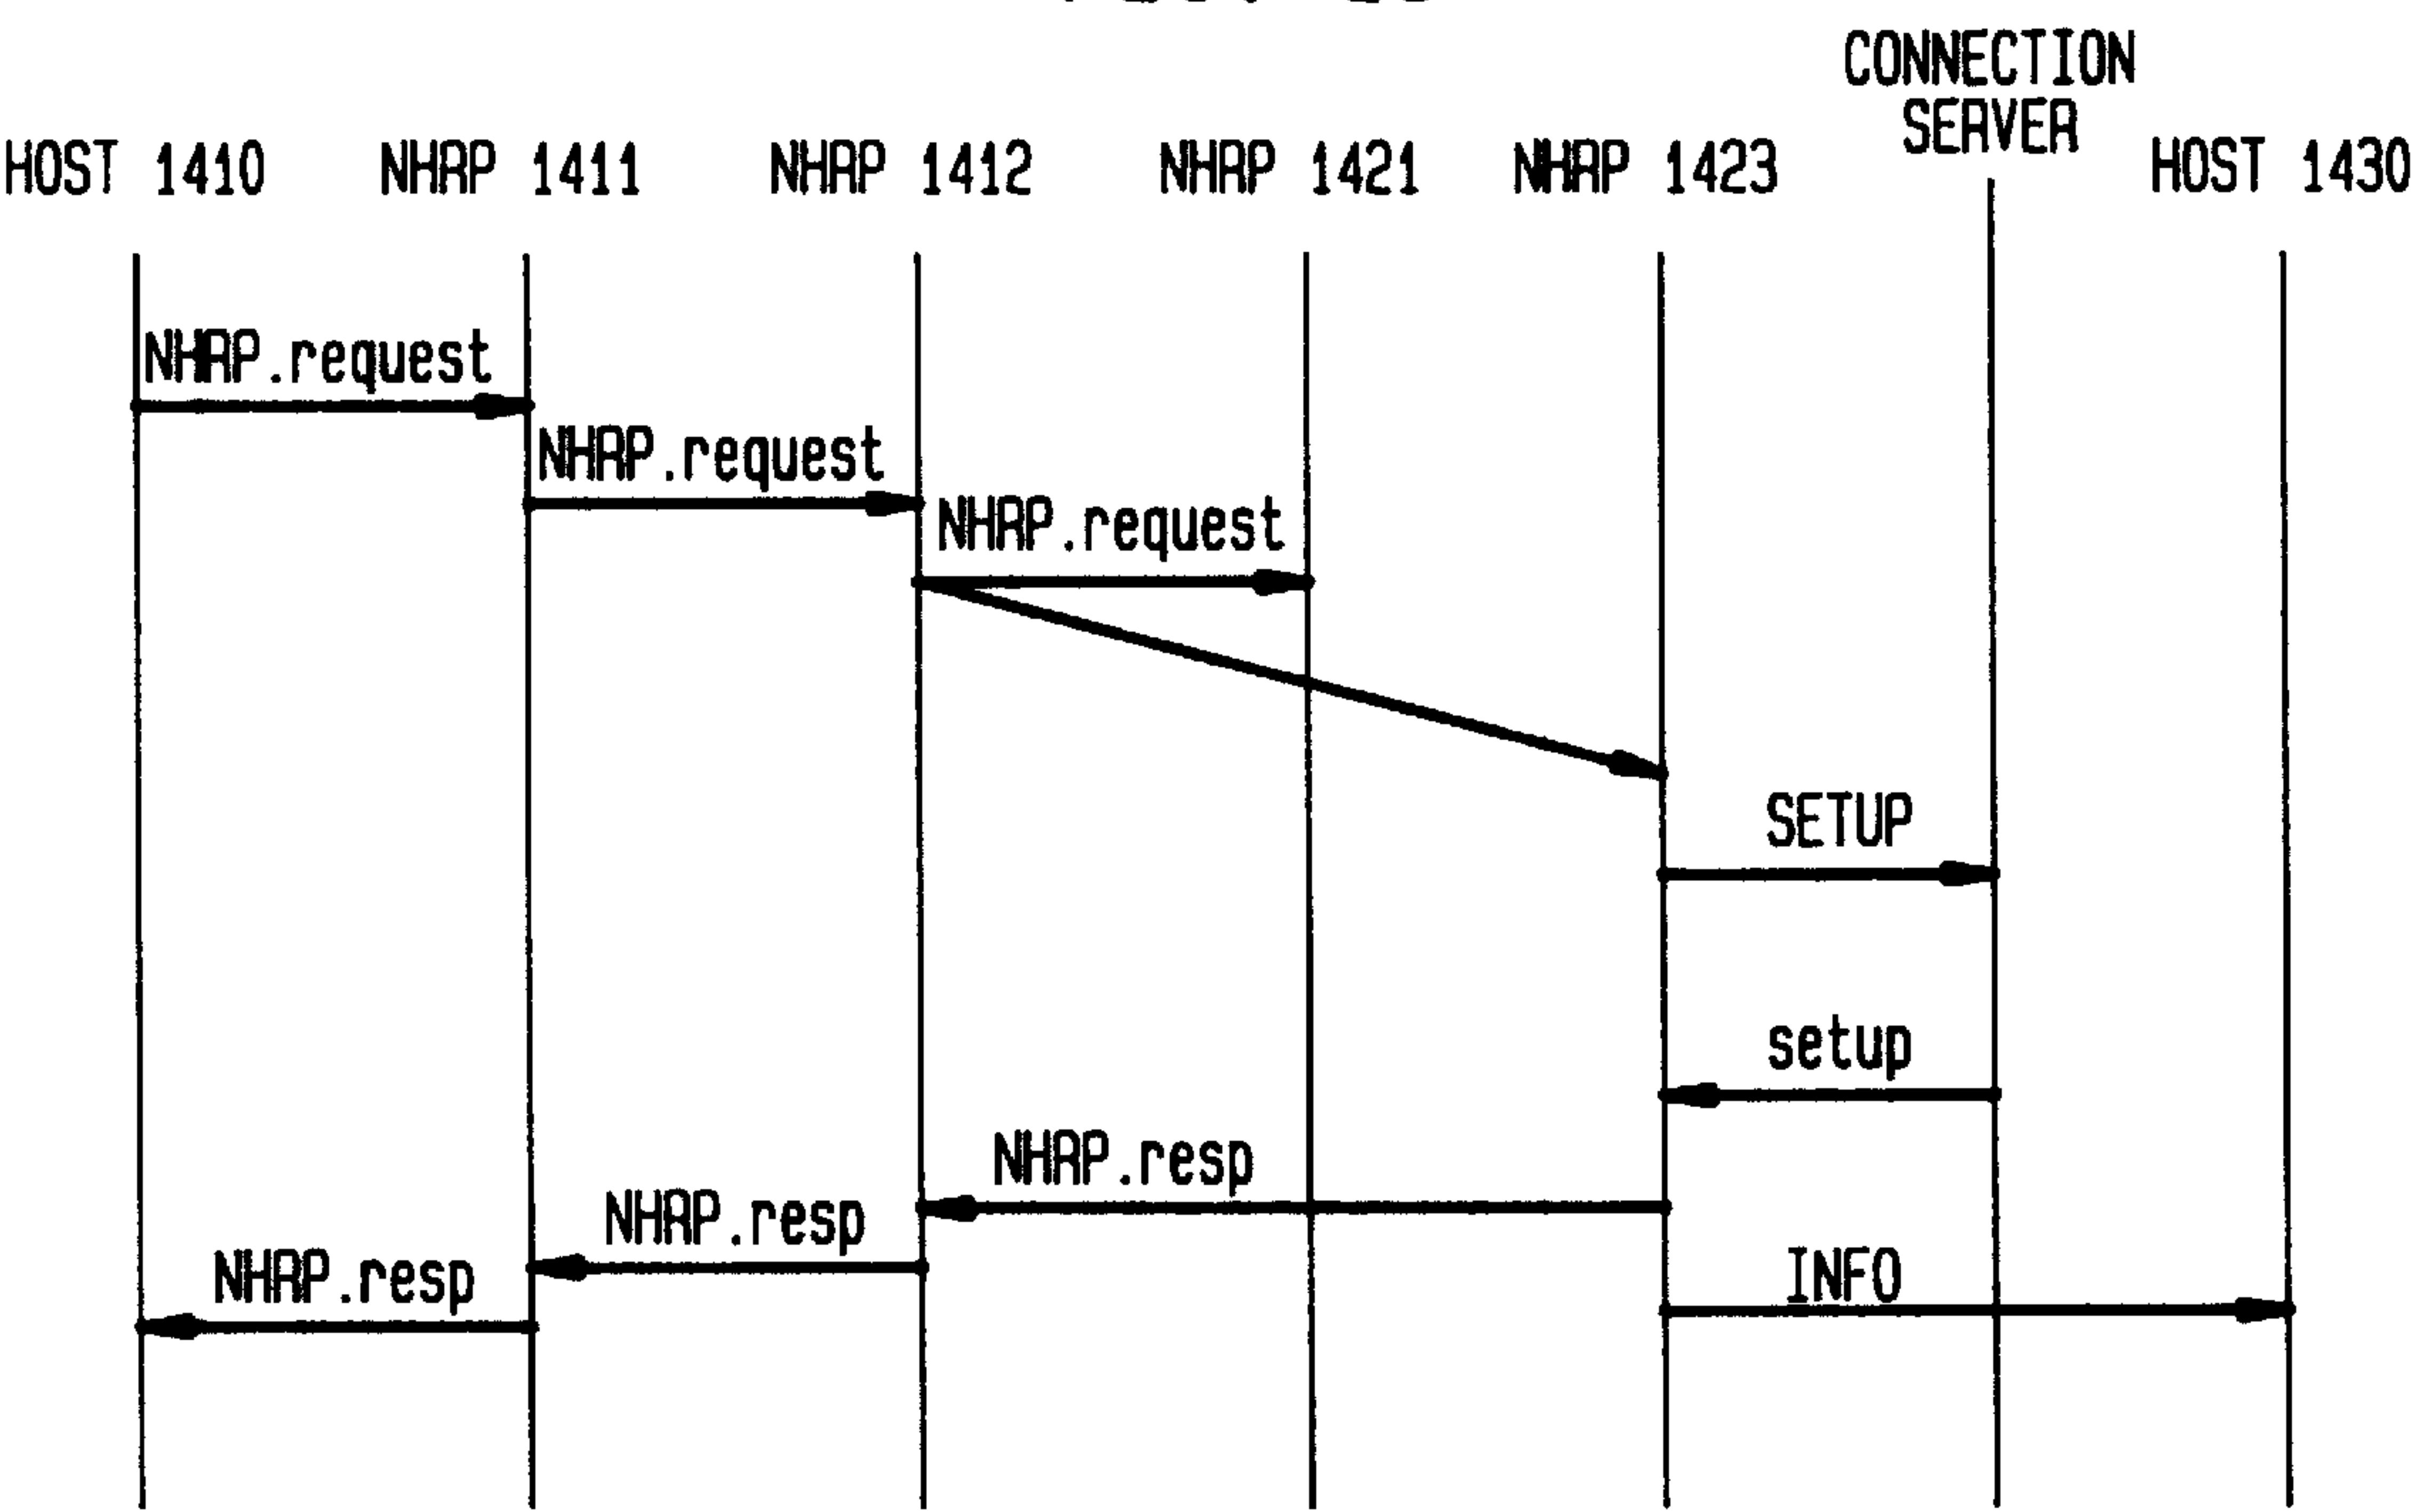 CONNECTION
SERVER
HOST 1410 NHRP 1411 NHRP 1412 NHRP 1421 NHRP 1423 HOST 1430
NHRP.request
NHRP.request
NHRP.request
SETUP
setup
NHRP.resp
NHRP.resp
NHRP.resp
INFO